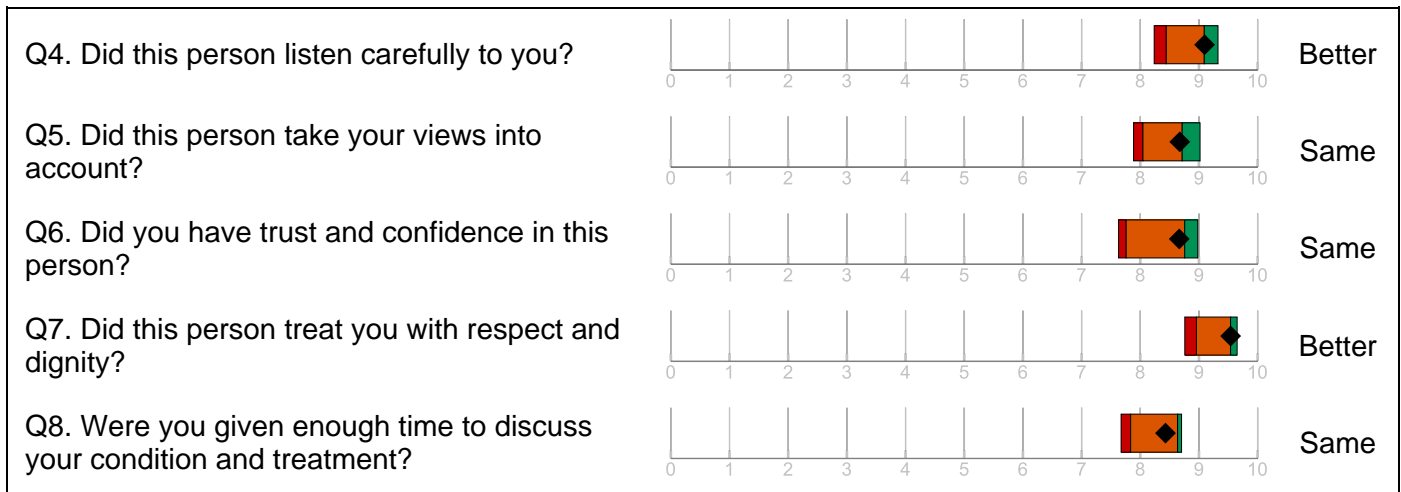 Q4. Did this person listen carefully to you?
0 1 2 3 4 5 6 7 8 9 10
Better
Q5. Did this person take your views into
account?
0 1 2 3 4 5 6 7 8 9 10
Same
Q6. Did you have trust and confidence in this
person?
0 1 2 3 4 5 6 7 8 9 10
Same
Q7. Did this person treat you with respect and
dignity?
0 1 2 3 4 5 6 7 8 9 10
Better
Q8. Were you given enough time to discuss
your condition and treatment?
0 1 2 3 4 5 6 7 8 9 10
Same